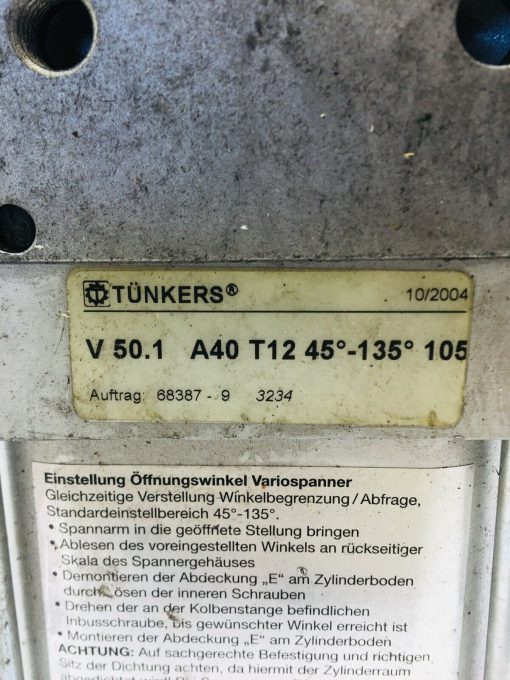 TÜNKERS® 10/2004
V 50.1 A40 T12 45°-135° 105
Auftrag: 68387 - 9 3234
Einstellung Öffnungswinkel Variospanner
Gleichzeitige Verstellung Winkelbegrenzung/Abfrage,
Standardeinstellbereich 45°-135°.
• Spannarm in die geöffnete Stellung bringen
• Ablesen des voreingestellten Winkels an rückseitiger
Skala des Spannergehäuses
• Demontieren der Abdeckung „E" am Zylinderboden
durch Lösen der inneren Schrauben
• Drehen der an der Kolbenstange befindlichen
Inbusschraube, bis gewünschter Winkel erreicht ist
• Montieren der Abdeckung „E" am Zylinderboden
ACHTUNG: Auf sachgerechte Befestigung und richtigen
Sitz der Dichtung achten, da hiermit der Zylinderraum
abgedichtet wird!